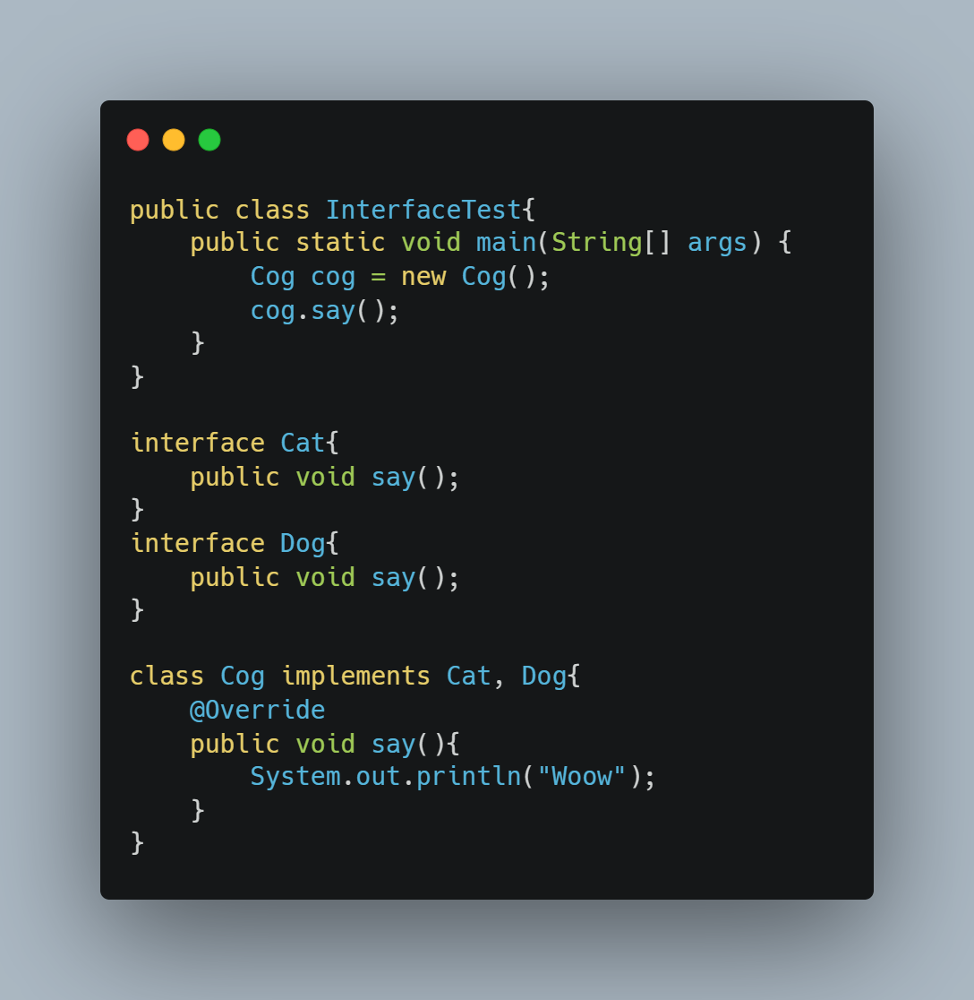 public class InterfaceTest{
    public static void main(String[] args) {
        Cog cog = new Cog();
        cog.say();
    }
}

interface Cat{
    public void say();
}
interface Dog{
    public void say();
}

class Cog implements Cat, Dog{
    @Override
    public void say(){
        System.out.println("Woow");
    }
}